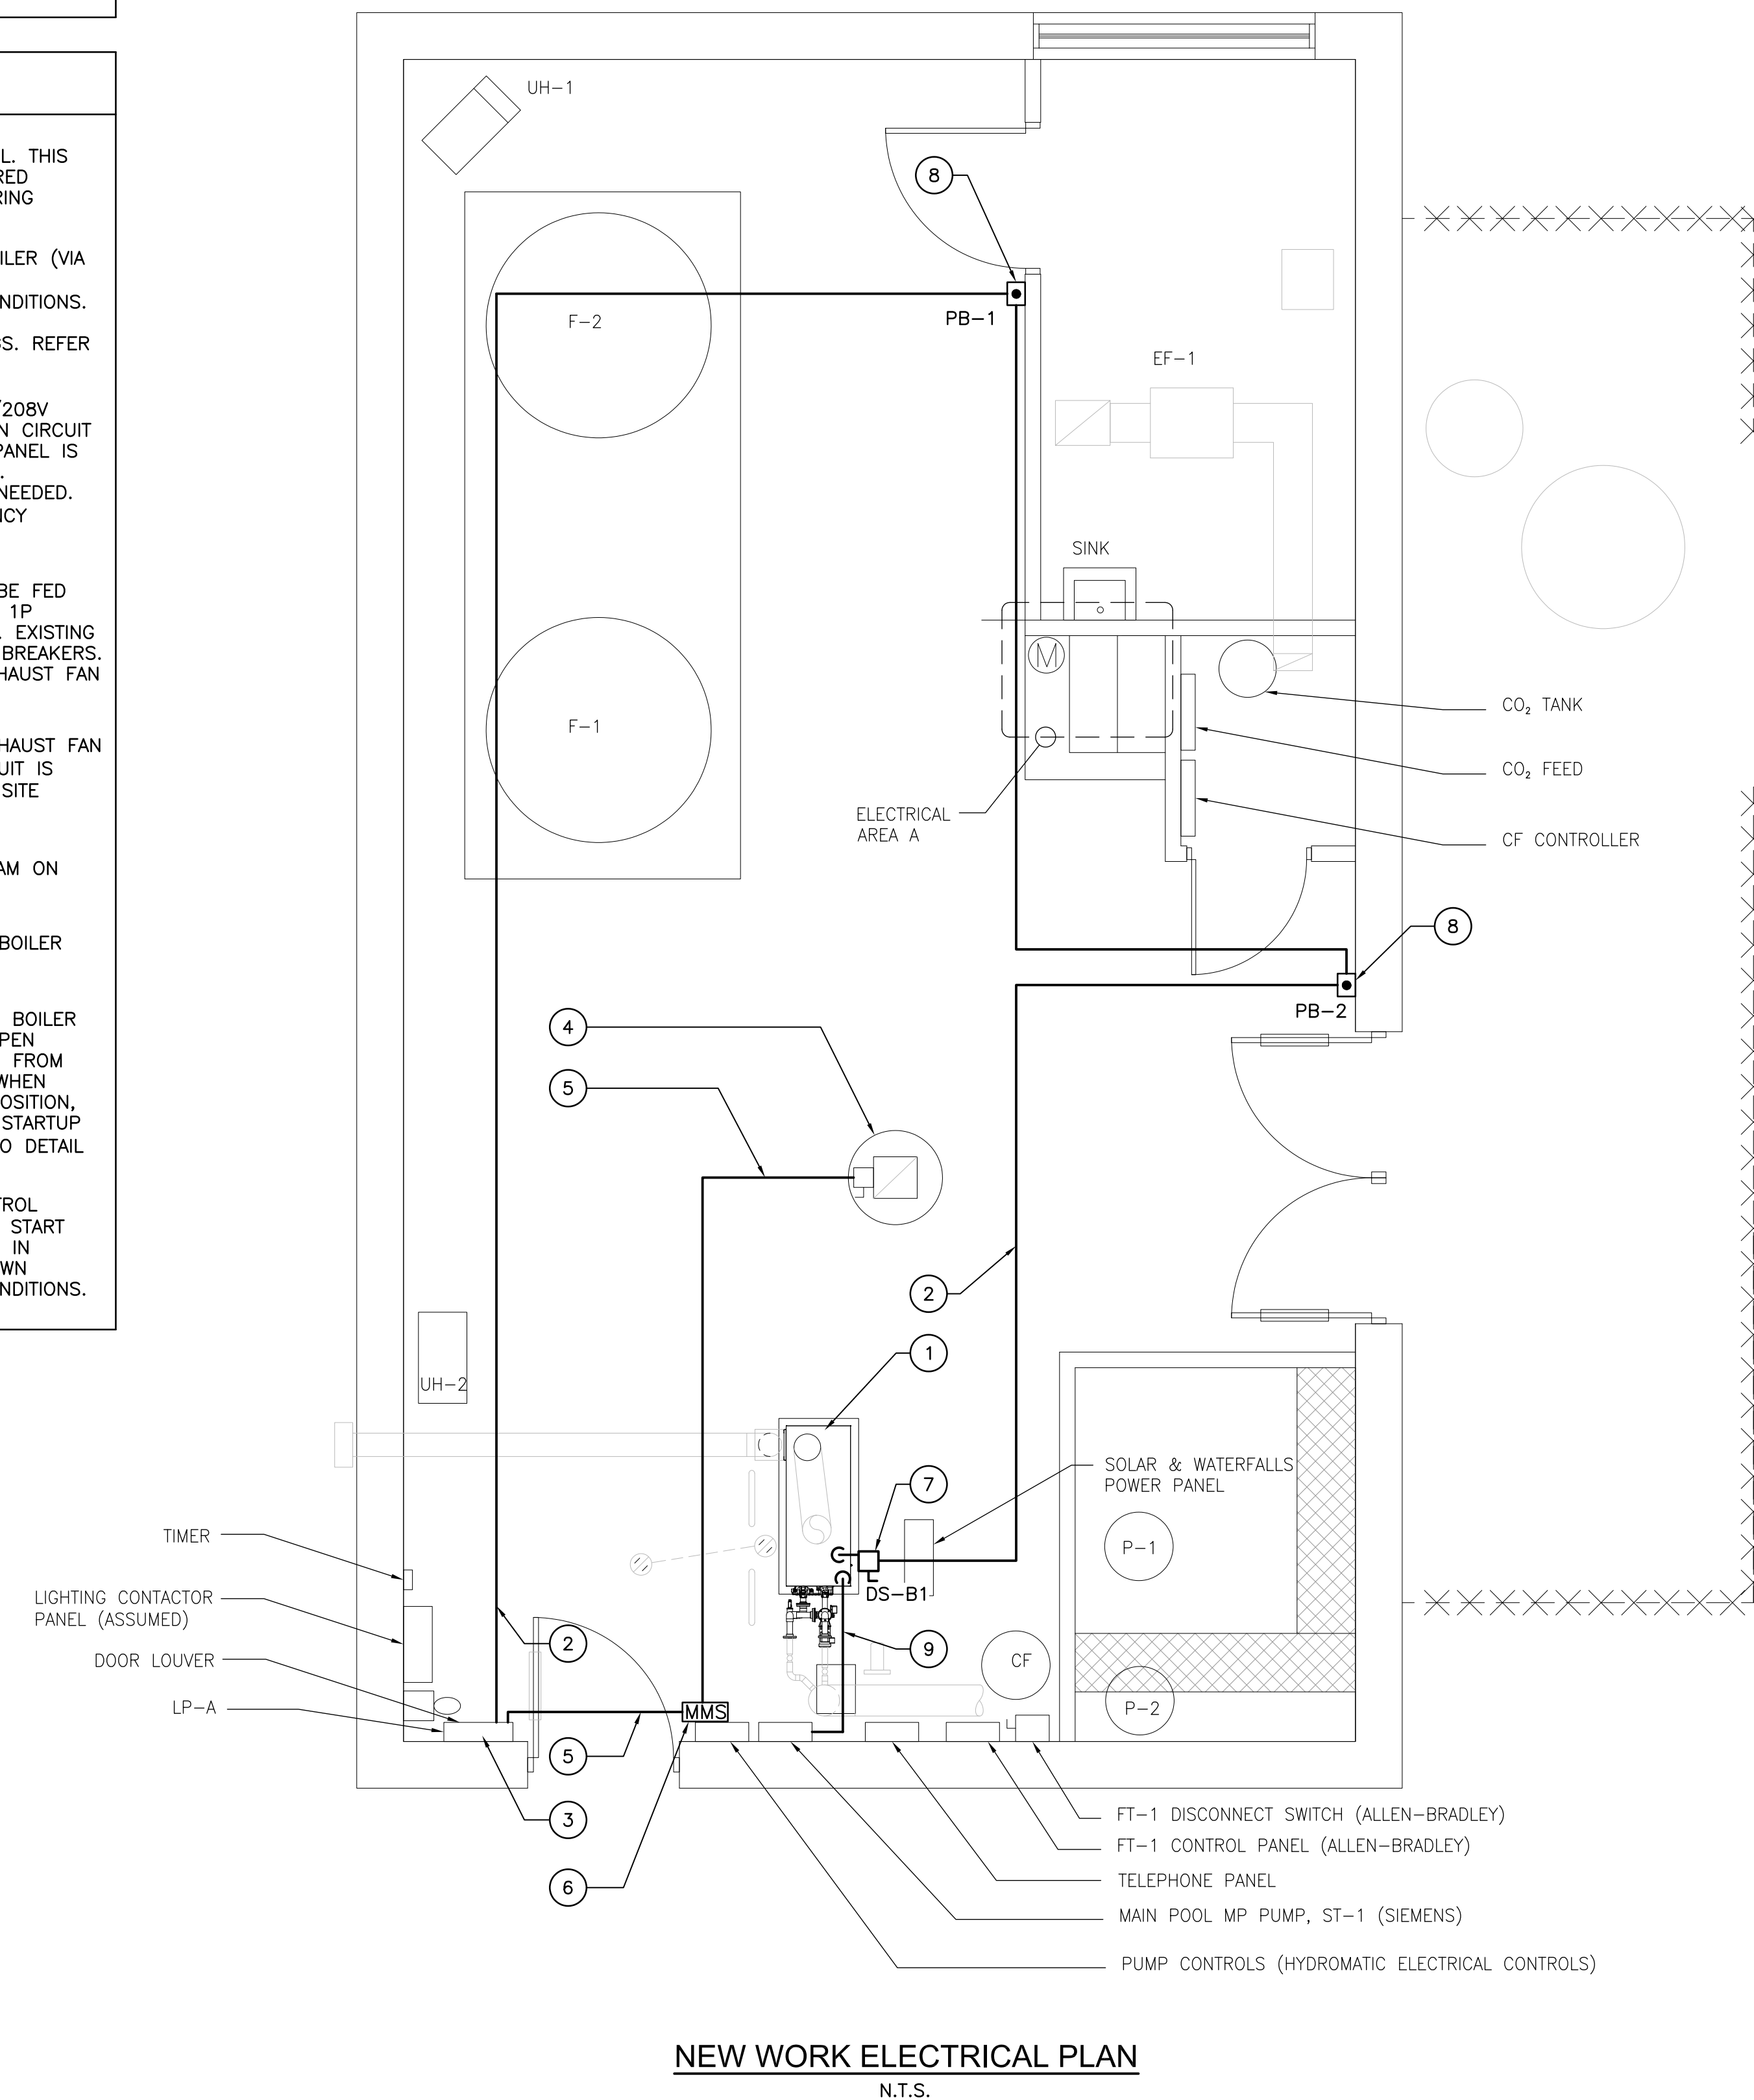 L. THIS
RED
RING
ILER (VIA
NDITIONS.
GS. REFER
/208V
N CIRCUIT
PANEL IS
.
NEEDED.
NCY
BE FED
1P
. EXISTING
BREAKERS.
HAUST FAN
HAUST FAN
UIT IS
SITE
AM ON
BOILER
BOILER
PEN
FROM
WHEN
OSITION,
STARTUP
O DETAIL
TROL
START
IN
WN
NDITIONS.
UH-1
8
PB-1
F-2
EF-1
SINK
M
F-1
CO₂ TANK
CO₂ FEED
ELECTRICAL
AREA A
CF CONTROLLER
8
PB-2
4
5
2
1
UH-2
7
SOLAR & WATERFALLS
POWER PANEL
P-1
TIMER
DS-B1
LIGHTING CONTACTOR
PANEL (ASSUMED)
2
9
CF
DOOR LOUVER
P-2
LP-A
MMS
5
3
6
FT-1 DISCONNECT SWITCH (ALLEN-BRADLEY)
FT-1 CONTROL PANEL (ALLEN-BRADLEY)
TELEPHONE PANEL
MAIN POOL MP PUMP, ST-1 (SIEMENS)
PUMP CONTROLS (HYDROMATIC ELECTRICAL CONTROLS)
NEW WORK ELECTRICAL PLAN
N.T.S.